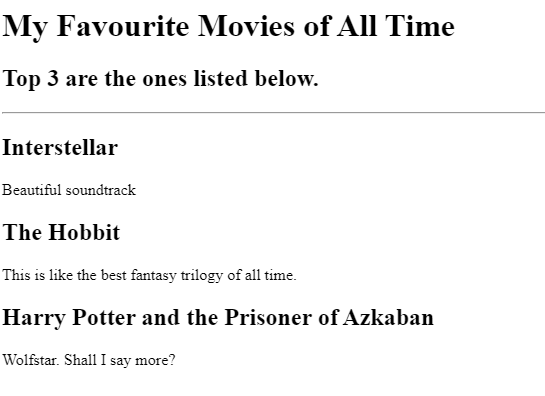 My Favourite Movies of All Time
Top 3 are the ones listed below.
Interstellar
Beautiful soundtrack
The Hobbit
This is like the best fantasy trilogy of all time.
Harry Potter and the Prisoner of Azkaban
Wolfstar. Shall I say more?